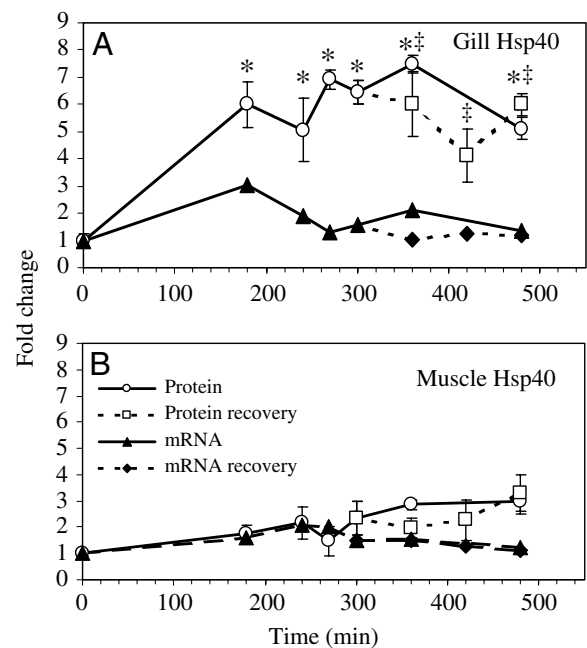 A
Gill Hsp40
9
8
7
6
5
4
3
2
1
0
* * * * *‡ ‡ *‡
0 100 200 300 400 500
Fold change
B
Muscle Hsp40
9
8
7
6
5
4
3
2
1
0
Protein
Protein recovery
mRNA
mRNA recovery
0 100 200 300 400 500
Time (min)